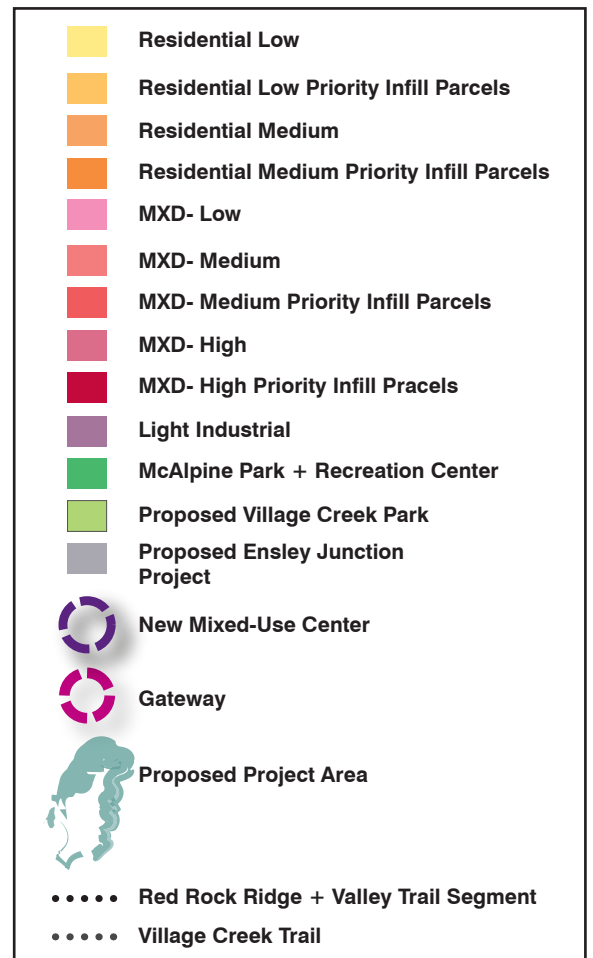 Residential Low
Residential Low Priority Infill Parcels
Residential Medium
Residential Medium Priority Infill Parcels
MXD- Low
MXD- Medium
MXD- Medium Priority Infill Parcels
MXD- High
MXD- High Priority Infill Pracels
Light Industrial
McAlpine Park + Recreation Center
Proposed Village Creek Park
Proposed Ensley Junction
Project
New Mixed-Use Center
Gateway
Proposed Project Area
Red Rock Ridge + Valley Trail Segment
Village Creek Trail